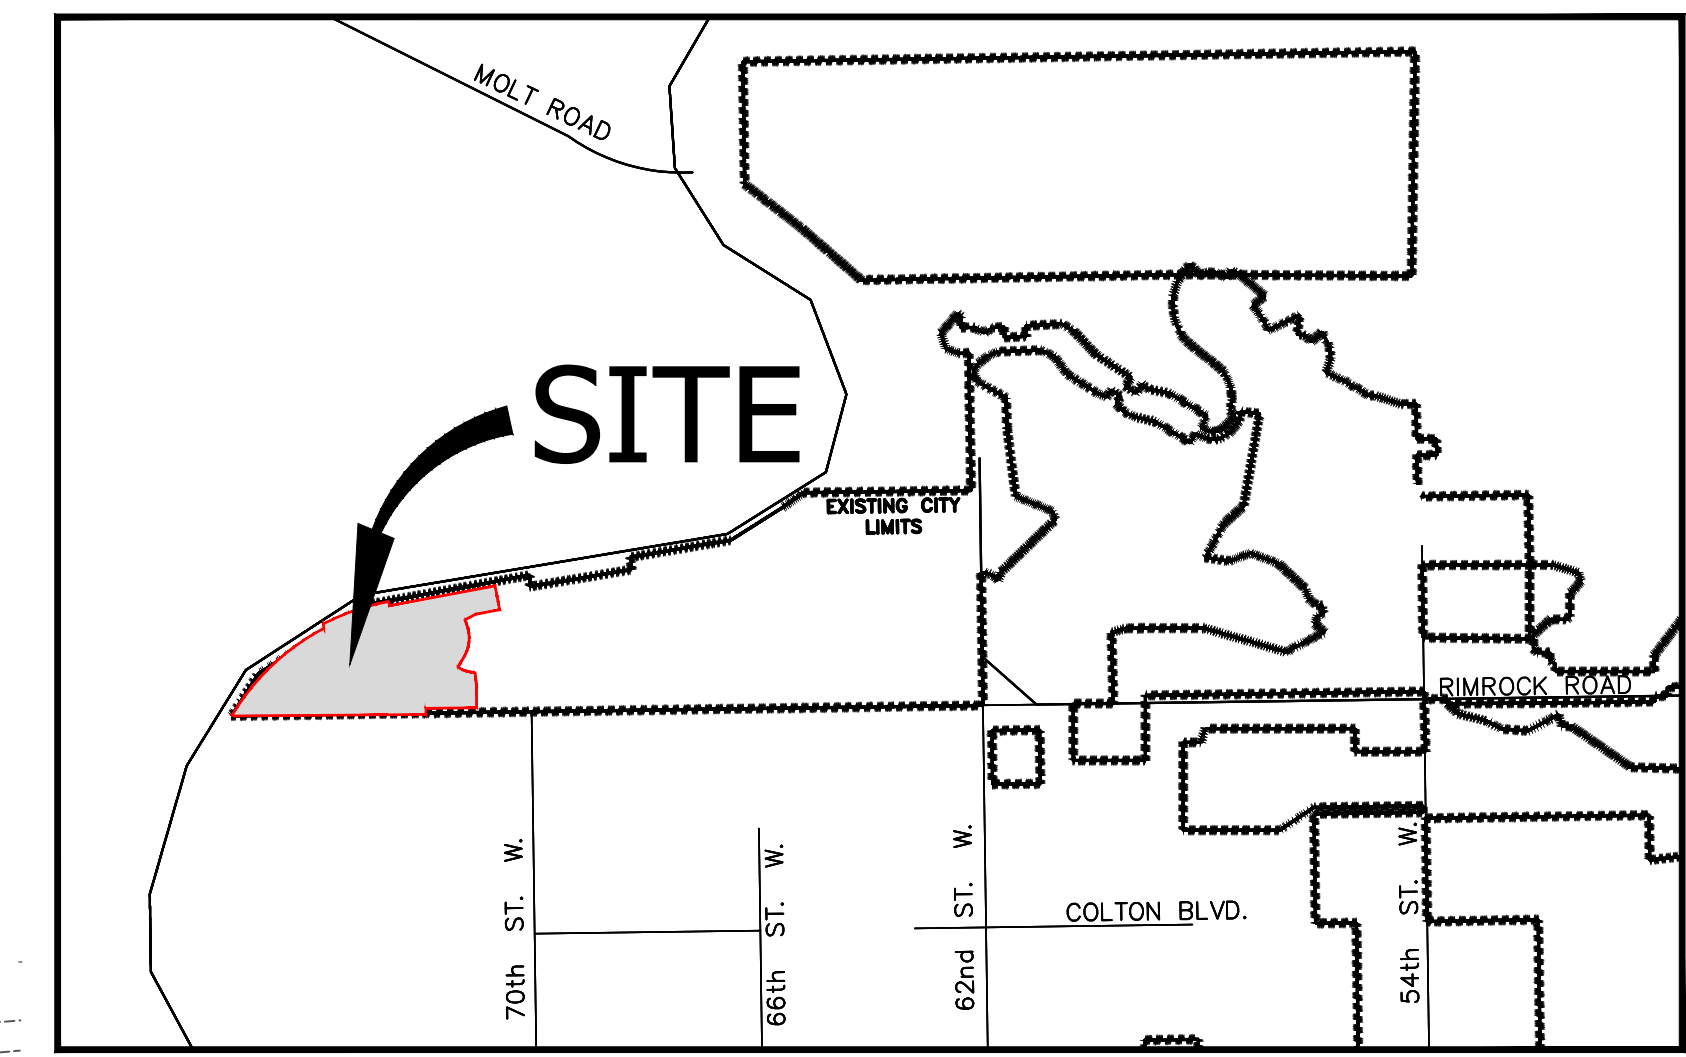 MOLT ROAD
SITE
EXISTING CITY
LIMITS
RIMROCK ROAD
70th ST. W.
66th ST. W.
62nd ST. W.
COLTON BLVD.
54th ST. W.